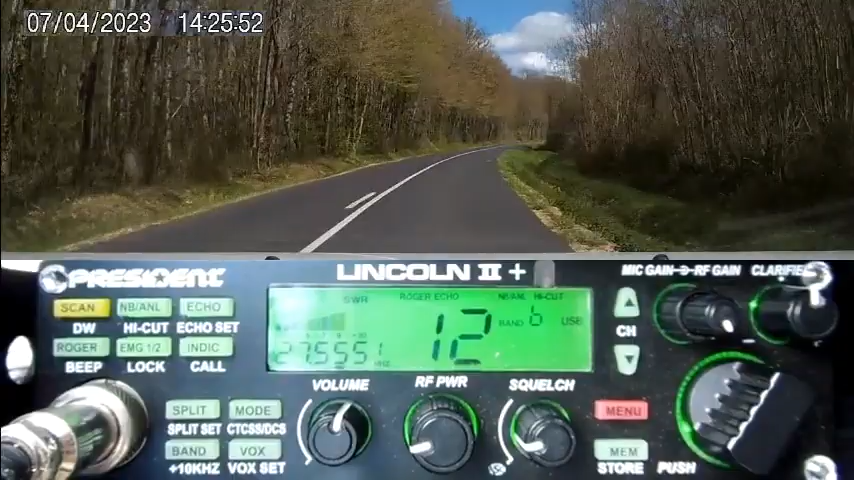 07/04/2023 14:25:52
PRESIDENT LINCOLN II + MIC GAIN RF GAIN CLARIFIER
SCAN NB/ANL ECHO
DW HI-CUT ECHO SET
ROGER EMG 1/2 INDIC
BEEP LOCK CALL
SWR ROGER ECHO NB/ANL HI-CUT
12 BAND b USB
27.5551 MHZ
CH
VOLUME RF PWR SQUELCH
SPLIT MODE
SPLIT SET CTCSS/DCS
BAND VOX
+10KHZ VOX SET
MENU
MEM
STORE PUSH